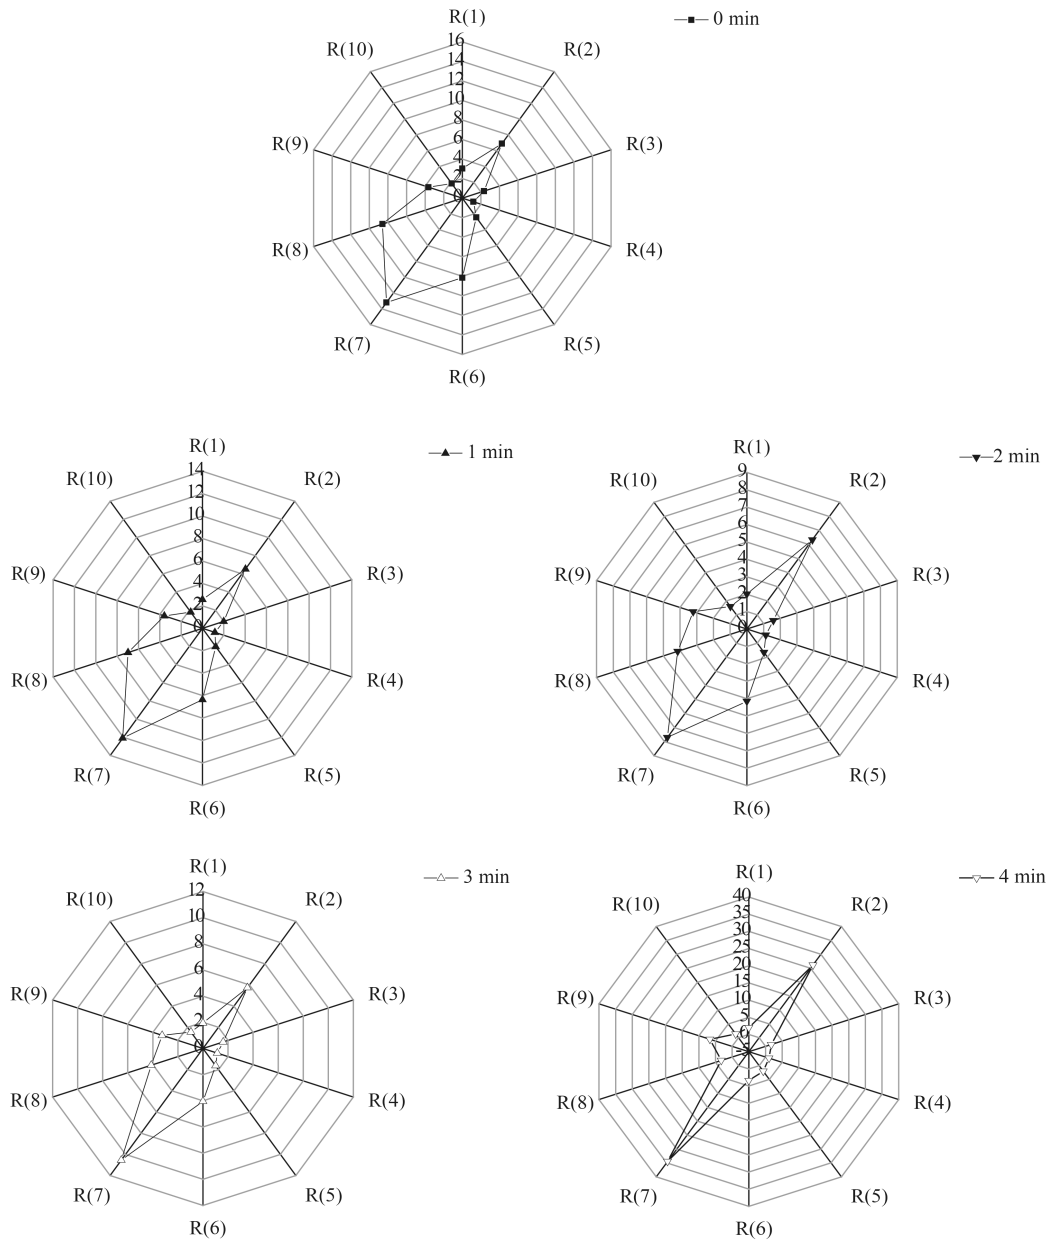 R(1)
0 min
R(10)
R(2)
16
14
12
10
8
6
4
2
0
R(9)
R(3)
R(8)
R(4)
R(7)
R(5)
R(6)
R(1)
1 min
R(10)
R(2)
14
12
10
8
6
4
2
0
R(9)
R(3)
R(8)
R(4)
R(7)
R(5)
R(6)
R(1)
2 min
R(10)
R(2)
9
8
7
6
5
4
3
2
1
0
R(9)
R(3)
R(8)
R(4)
R(7)
R(5)
R(6)
R(1)
3 min
R(10)
R(2)
12
10
8
6
4
2
0
R(9)
R(3)
R(8)
R(4)
R(7)
R(5)
R(6)
R(1)
4 min
R(10)
R(2)
40
35
30
25
20
15
10
5
0
-5
R(9)
R(3)
R(8)
R(4)
R(7)
R(5)
R(6)